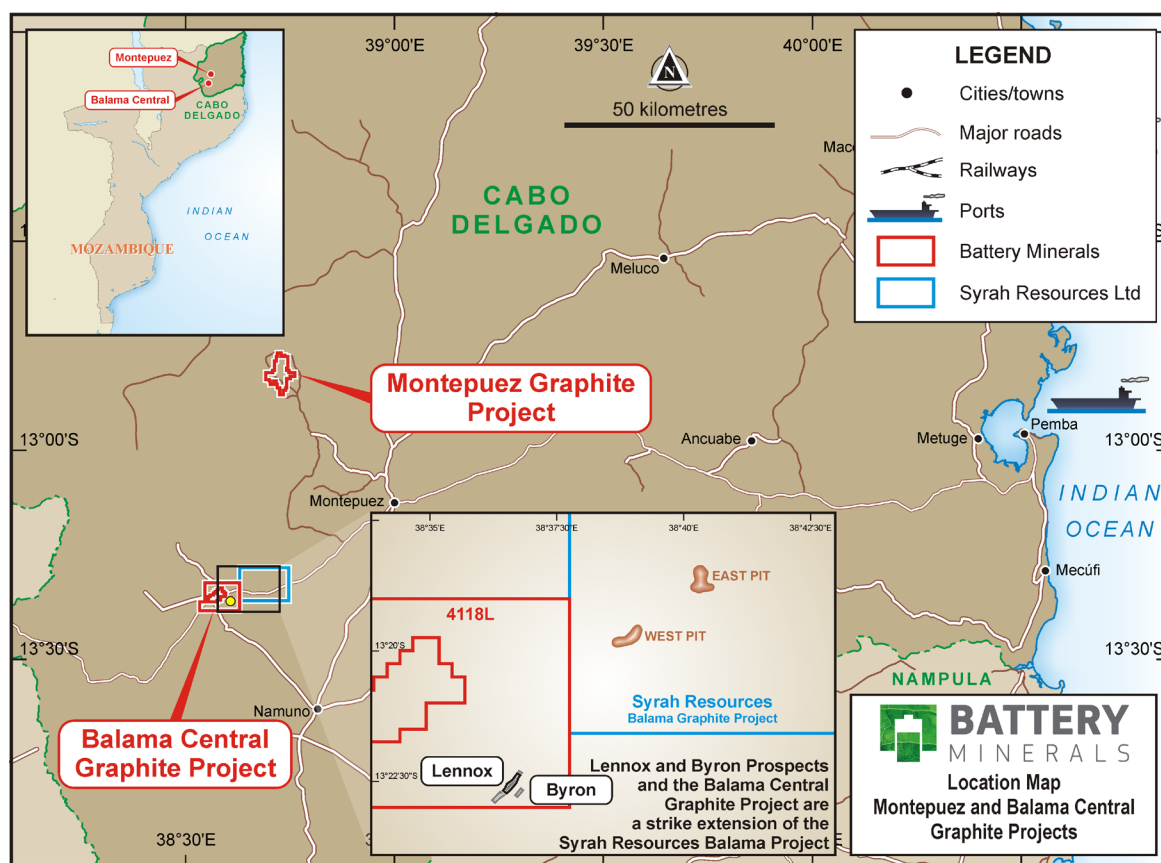 39°00'E
39°30'E
40°00'E
Montepuez
Balama Central
CABO
DELGADO
INDIAN
OCEAN
MOZAMBIQUE
N
50 kilometres
LEGEND
Cities/towns
Major roads
Railways
Ports
Battery Minerals
Syrah Resources Ltd
CABO
DELGADO
Meluco
Montepuez Graphite
Project
13°00'S
Ancuabe
Metuge
Pemba
13°00'S
Montepuez
INDIAN
OCEAN
Mecúfi
13°30'S
13°30'S
NAMPULA
Namuno
Balama Central
Graphite Project
38°30'E
38°35'E
38°37'30"E
38°40'E
38°42'30"E
EAST PIT
4118L
WEST PIT
13°20'S
Syrah Resources
Balama Graphite Project
13°22'30"S
Lennox
Byron
Lennox and Byron Prospects
and the Balama Central
Graphite Project are
a strike extension of the
Syrah Resources Balama Project
BATTERY
MINERALS
Location Map
Montepuez and Balama Central
Graphite Projects